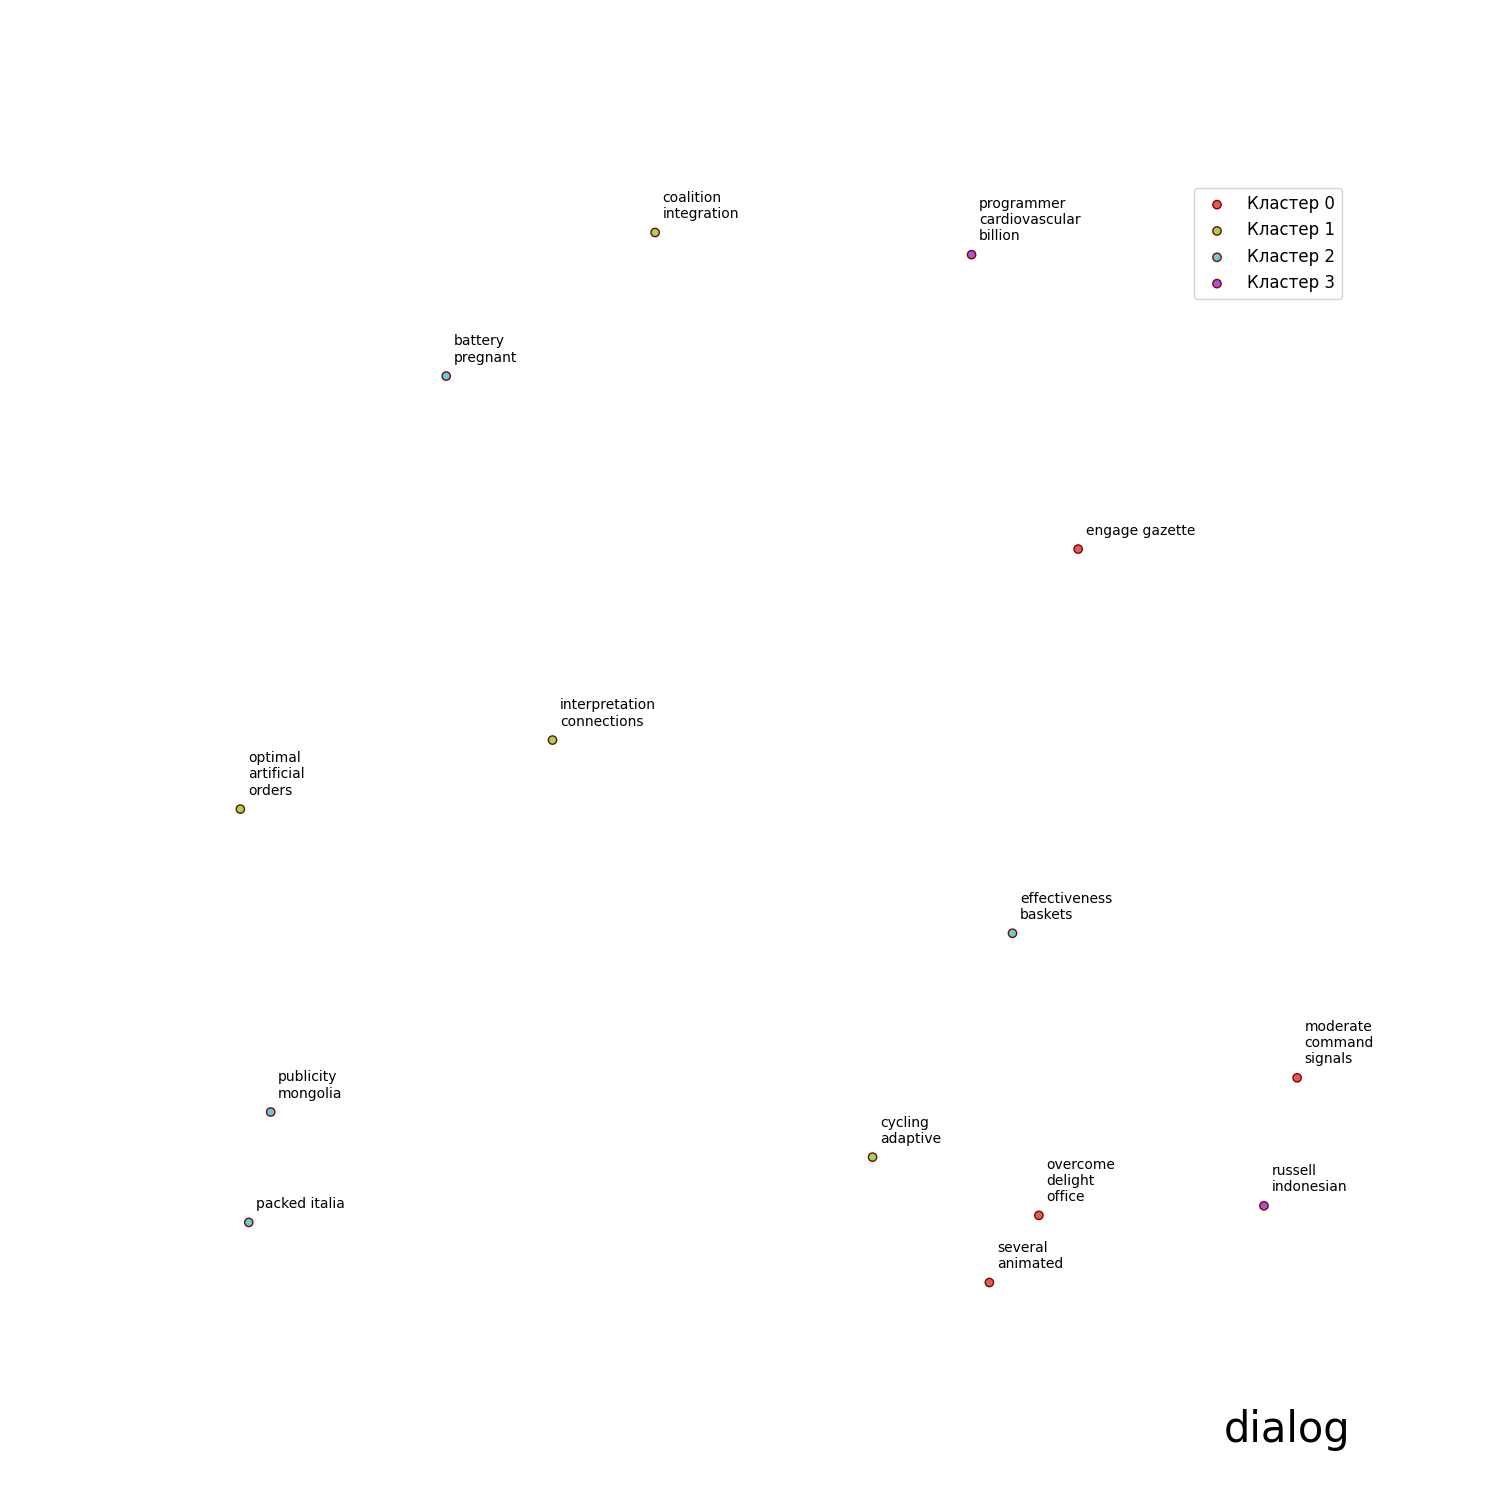 coalition
integration
programmer
cardiovascular
billion
Кластер 0
Кластер 1
Кластер 2
Кластер 3
battery
pregnant
engage gazette
interpretation
connections
optimal
artificial
orders
effectiveness
baskets
moderate
command
signals
publicity
mongolia
cycling
adaptive
overcome
delight
office
russell
indonesian
packed italia
several
animated
dialog